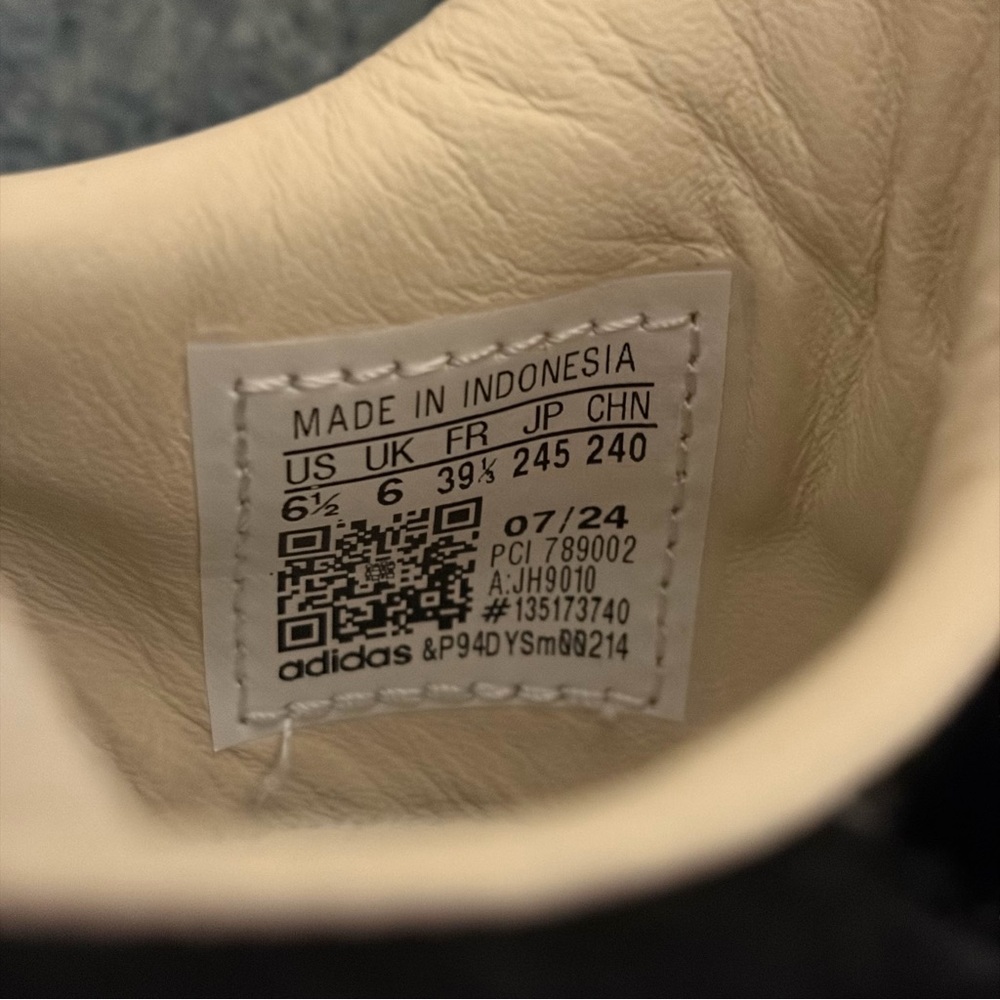 MADE IN INDONESIA
US UK FR JP CHN
6½ 6 39⅓ 245 240
07/24
PCI 789002
A:JH9010
#135173740
adidas &P94DYSm00214